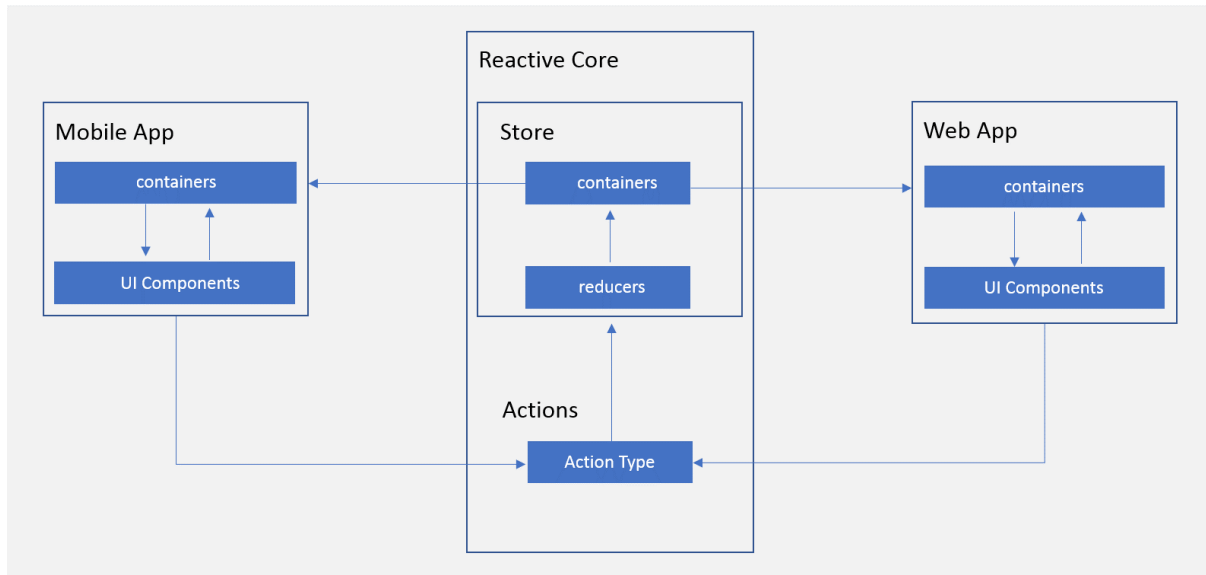 Reactive Core
Mobile App
containers
UI Components
Store
containers
reducers
Actions
Action Type
Web App
containers
UI Components